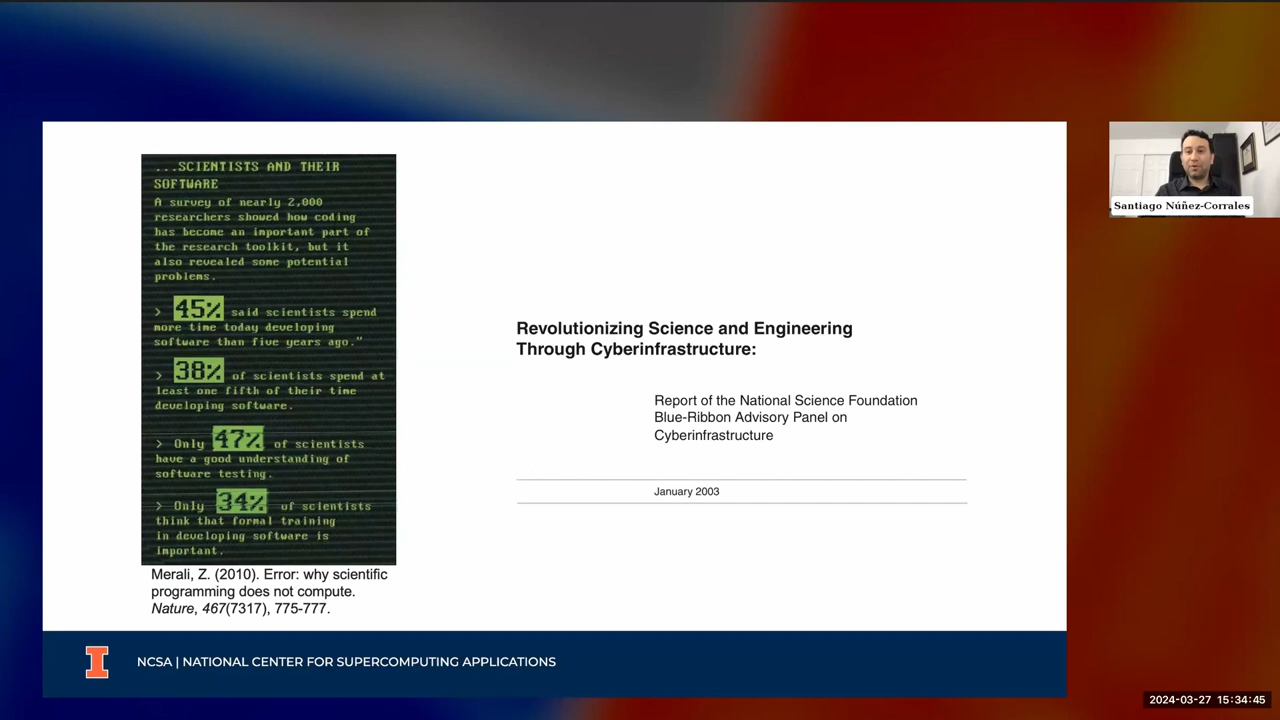 ...SCIENTISTS AND THEIR
SOFTWARE
A survey of nearly 2,000
researchers showed how coding
has become an important part of
the research toolkit, but it
also revealed some potential
problems.
> 45% said scientists spend
more time today developing
software than five years ago."
> 38% of scientists spend at
least one fifth of their time
developing software.
> Only 47% of scientists
have a good understanding of
software testing.
> Only 34% of scientists
think that formal training
in developing software is
important.
Merali, Z. (2010). Error: why scientific
programming does not compute.
Nature, 467(7317), 775-777.
Revolutionizing Science and Engineering
Through Cyberinfrastructure:
Report of the National Science Foundation
Blue-Ribbon Advisory Panel on
Cyberinfrastructure
January 2003
Santiago Núñez-Corrales
I
NCSA | NATIONAL CENTER FOR SUPERCOMPUTING APPLICATIONS
2024-03-27 15:34:45